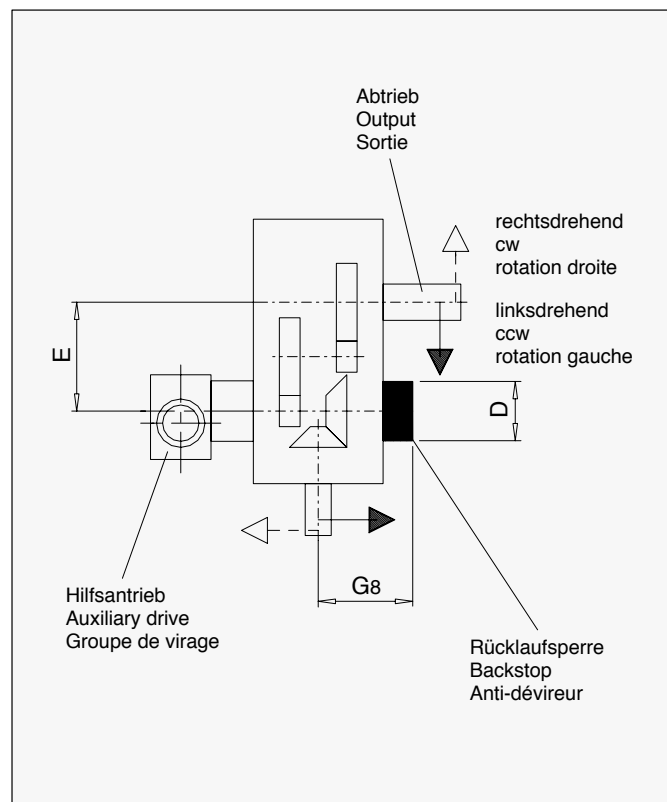 Abtrieb
Output
Sortie
rechtsdrehend
cw
rotation droite
linksdrehend
ccw
rotation gauche
E
D
G8
Hilfsantrieb
Auxiliary drive
Groupe de virage
Rücklaufsperre
Backstop
Anti-dévireur